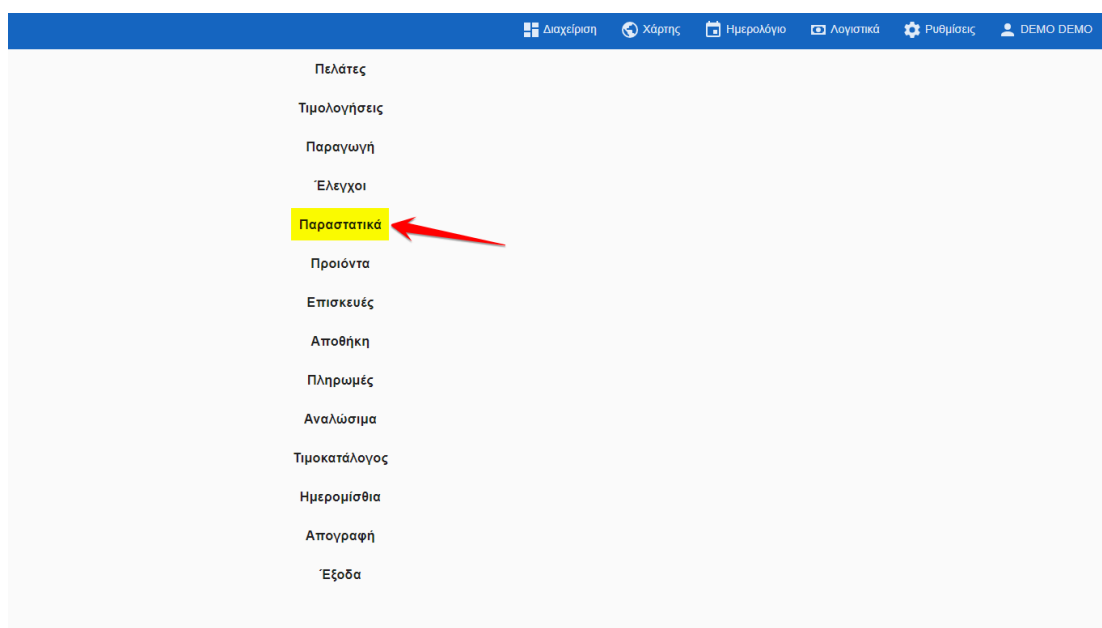 Διαχείριση Χάρτης Ημερολόγιο Λογιστικά Ρυθμίσεις DEMO DEMO
Πελάτες
Τιμολογήσεις
Παραγωγή
Έλεγχοι
Παραστατικά
Προιόντα
Επισκευές
Αποθήκη
Πληρωμές
Αναλώσιμα
Τιμοκατάλογος
Ημερομίσθια
Απογραφή
Έξοδα